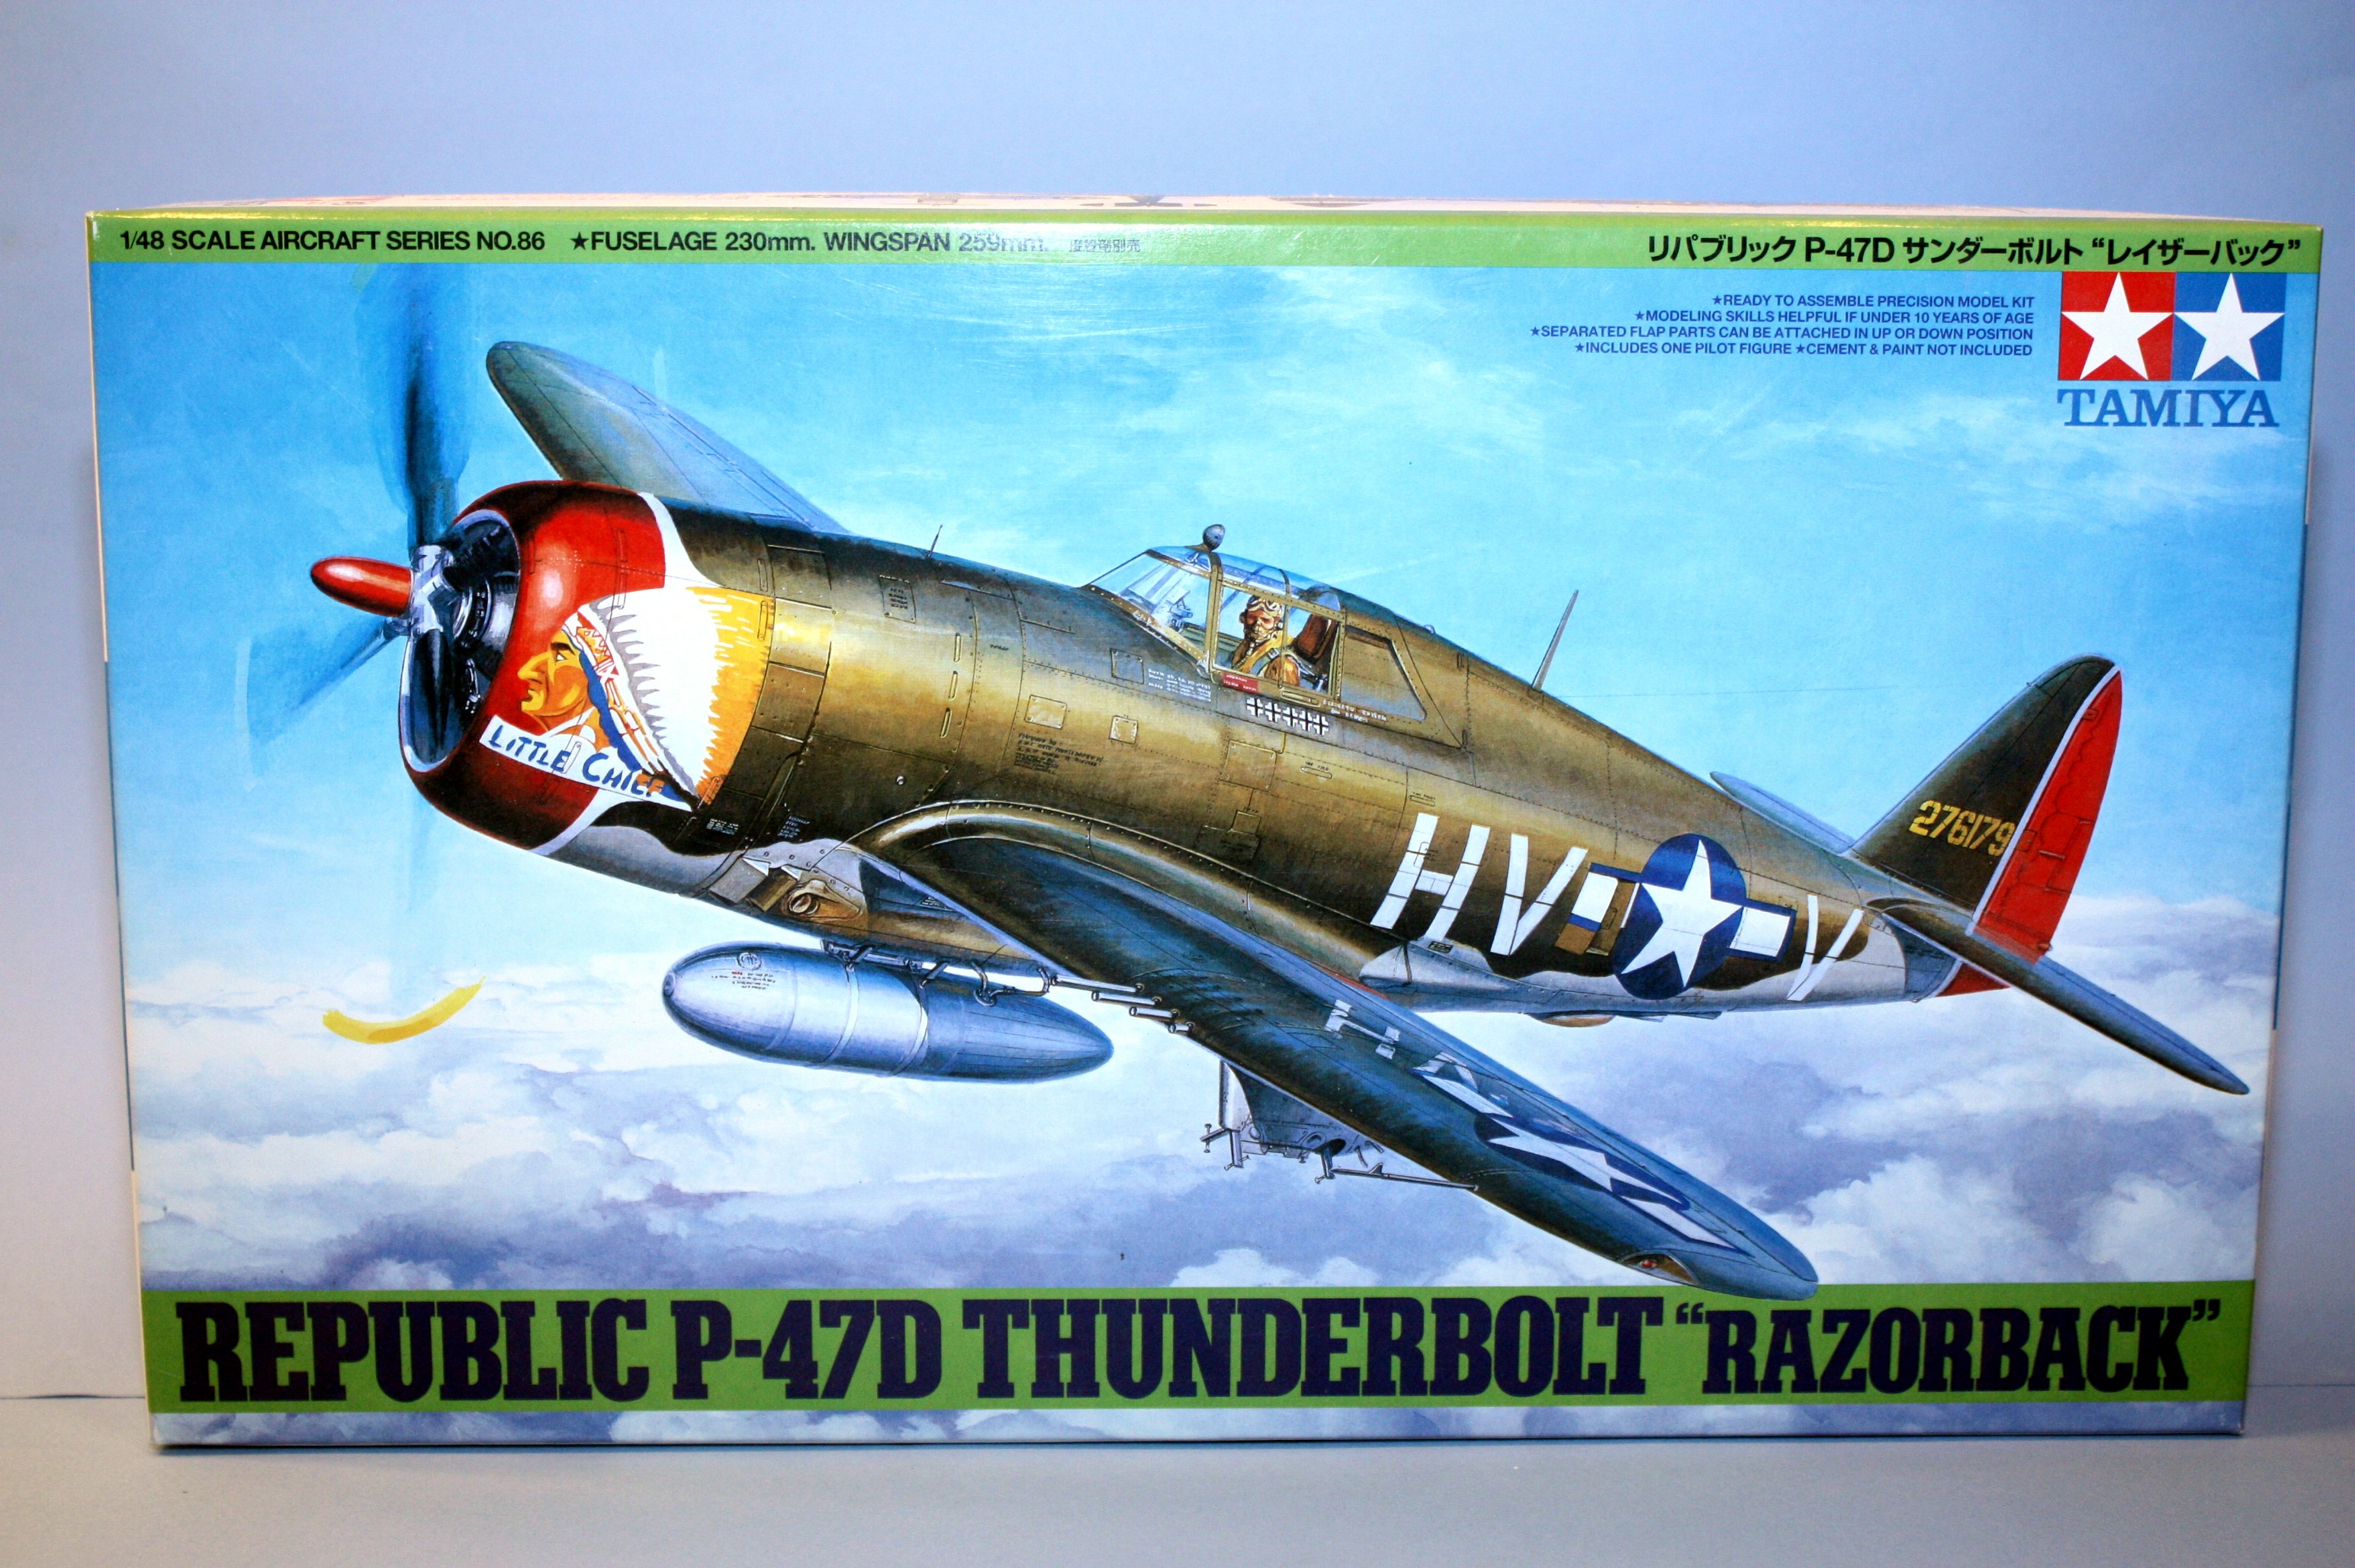 1/48 SCALE AIRCRAFT SERIES NO.86 ★FUSELAGE 230mm. WINGSPAN 259mm.
リパブリック P-47D サンダーボルト “レイザーバック”
★READY TO ASSEMBLE PRECISION MODEL KIT
★MODELING SKILLS HELPFUL IF UNDER 10 YEARS OF AGE
★SEPARATED FLAP PARTS CAN BE ATTACHED IN UP OR DOWN POSITION
★INCLUDES ONE PILOT FIGURE ★CEMENT & PAINT NOT INCLUDED
TAMIYA
LITTLE CHIEF
276179
HV V
REPUBLIC P-47D THUNDERBOLT “RAZORBACK”